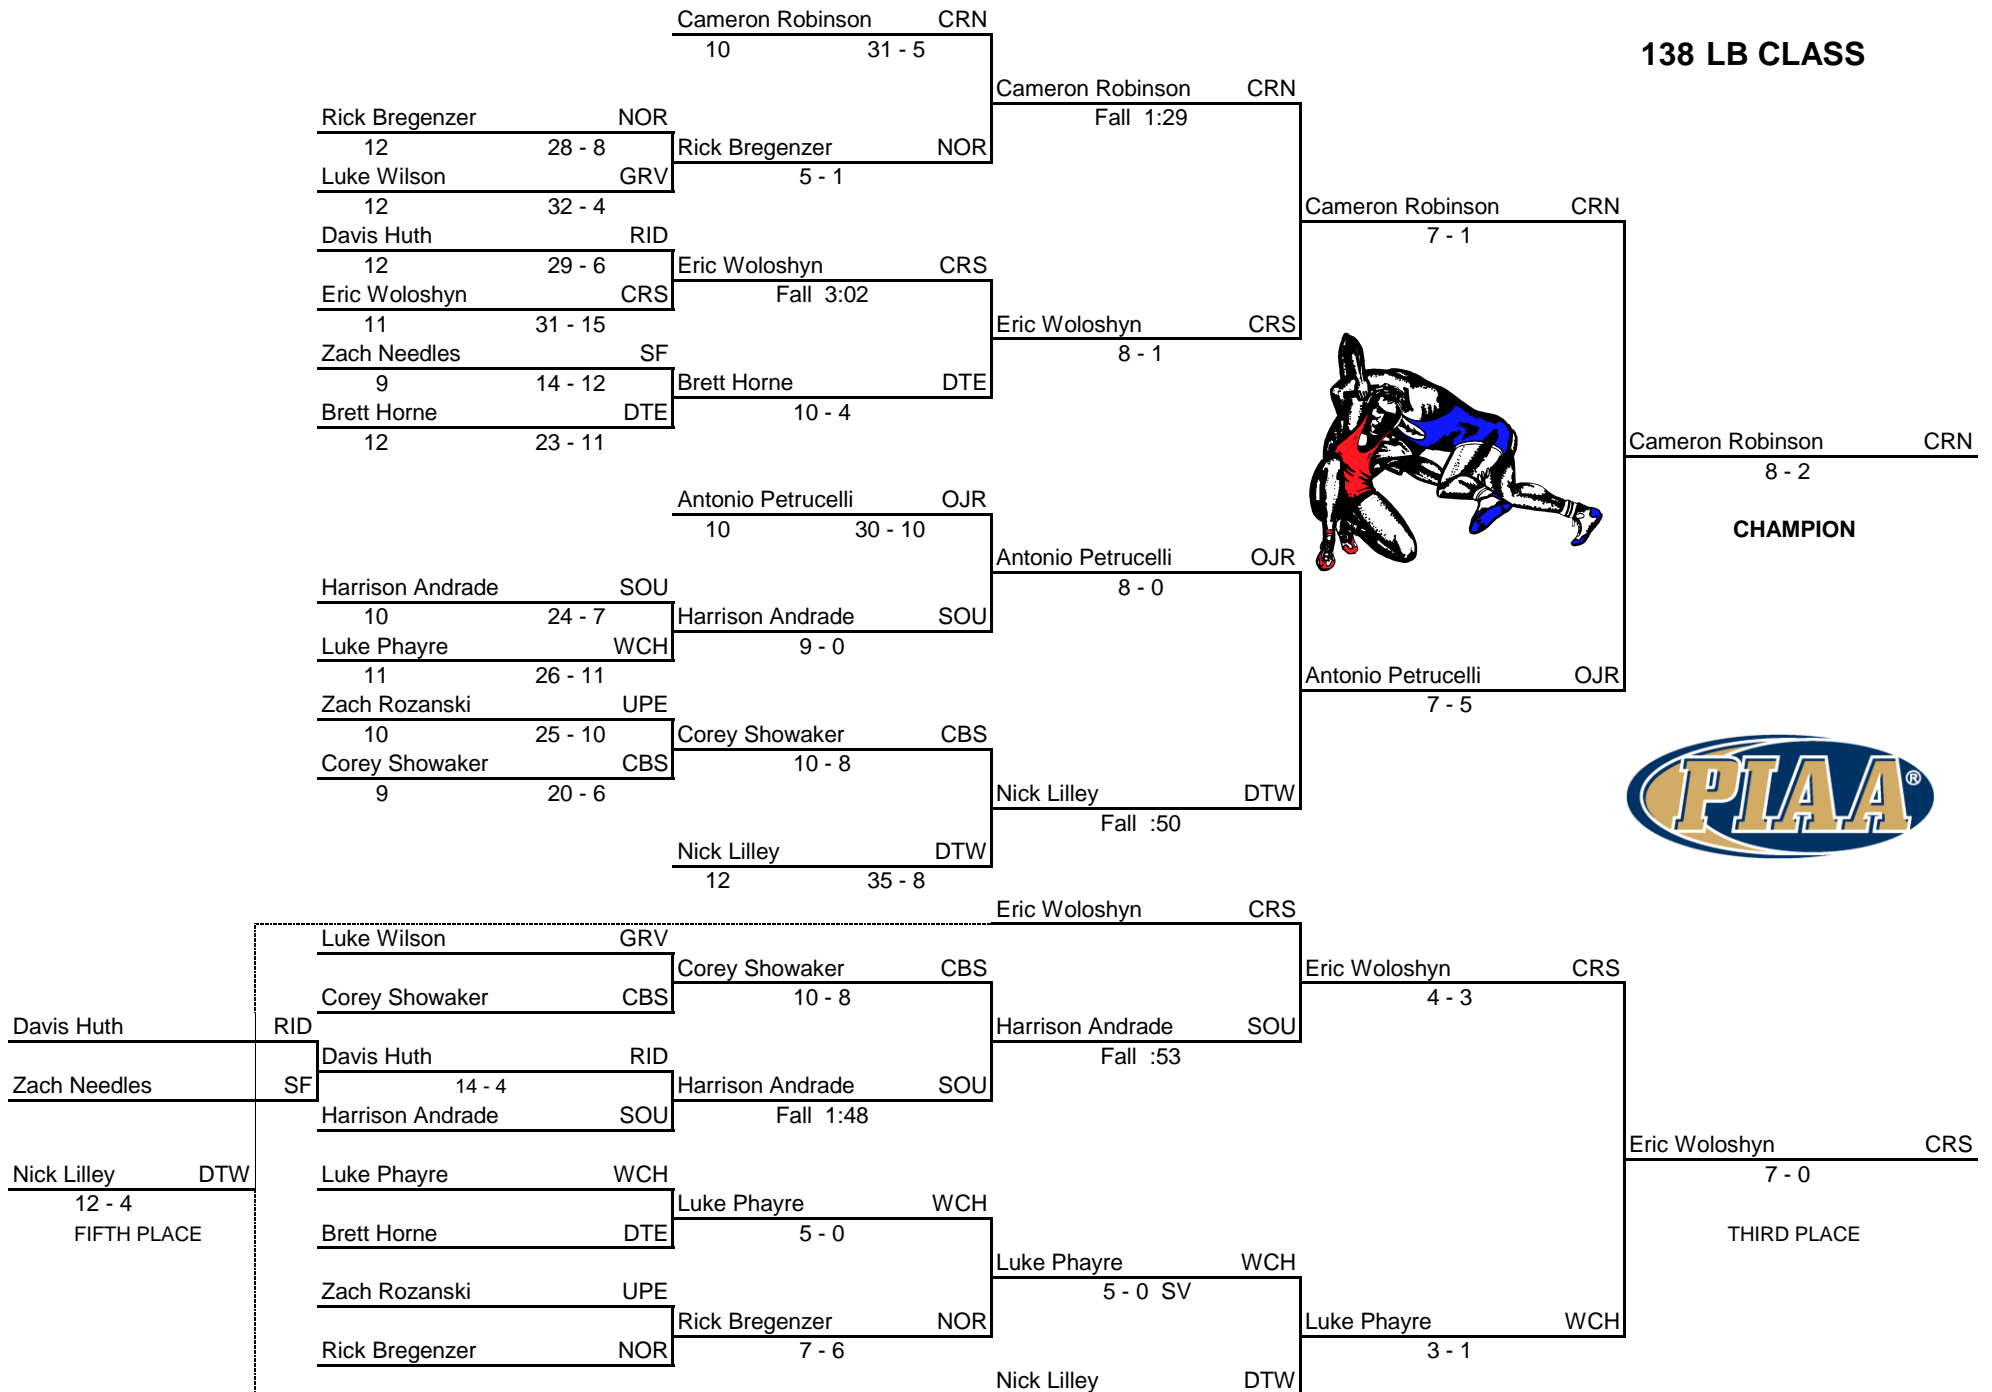 Cameron Robinson CRN
10 31 - 5
138 LB CLASS
Cameron Robinson CRN
Fall 1:29
Rick Bregenzer NOR
12 28 - 8
Rick Bregenzer NOR
5 - 1
Luke Wilson GRV
12 32 - 4
Cameron Robinson CRN
7 - 1
Davis Huth RID
12 29 - 6
Eric Woloshyn CRS
Fall 3:02
Eric Woloshyn CRS
11 31 - 15
Eric Woloshyn CRS
8 - 1
Zach Needles SF
9 14 - 12
Brett Horne DTE
10 - 4
Brett Horne DTE
12 23 - 11
Cameron Robinson CRN
8 - 2
CHAMPION
Antonio Petrucelli OJR
10 30 - 10
Antonio Petrucelli OJR
8 - 0
Harrison Andrade SOU
10 24 - 7
Harrison Andrade SOU
9 - 0
Luke Phayre WCH
11 26 - 11
Antonio Petrucelli OJR
7 - 5
Zach Rozanski UPE
10 25 - 10
Corey Showaker CBS
10 - 8
Corey Showaker CBS
9 20 - 6
Nick Lilley DTW
Fall :50
PIAA®
Nick Lilley DTW
12 35 - 8
Eric Woloshyn CRS
Luke Wilson GRV
Corey Showaker CBS
10 - 8
Eric Woloshyn CRS
4 - 3
Corey Showaker CBS
Davis Huth RID
Harrison Andrade SOU
Fall :53
Davis Huth RID
14 - 4
Zach Needles SF
Harrison Andrade SOU
Fall 1:48
Harrison Andrade SOU
Eric Woloshyn CRS
7 - 0
THIRD PLACE
Nick Lilley DTW
12 - 4
FIFTH PLACE
Luke Phayre WCH
Luke Phayre WCH
5 - 0
Brett Horne DTE
Luke Phayre WCH
5 - 0 SV
Zach Rozanski UPE
Rick Bregenzer NOR
7 - 6
Luke Phayre WCH
3 - 1
Rick Bregenzer NOR
Nick Lilley DTW